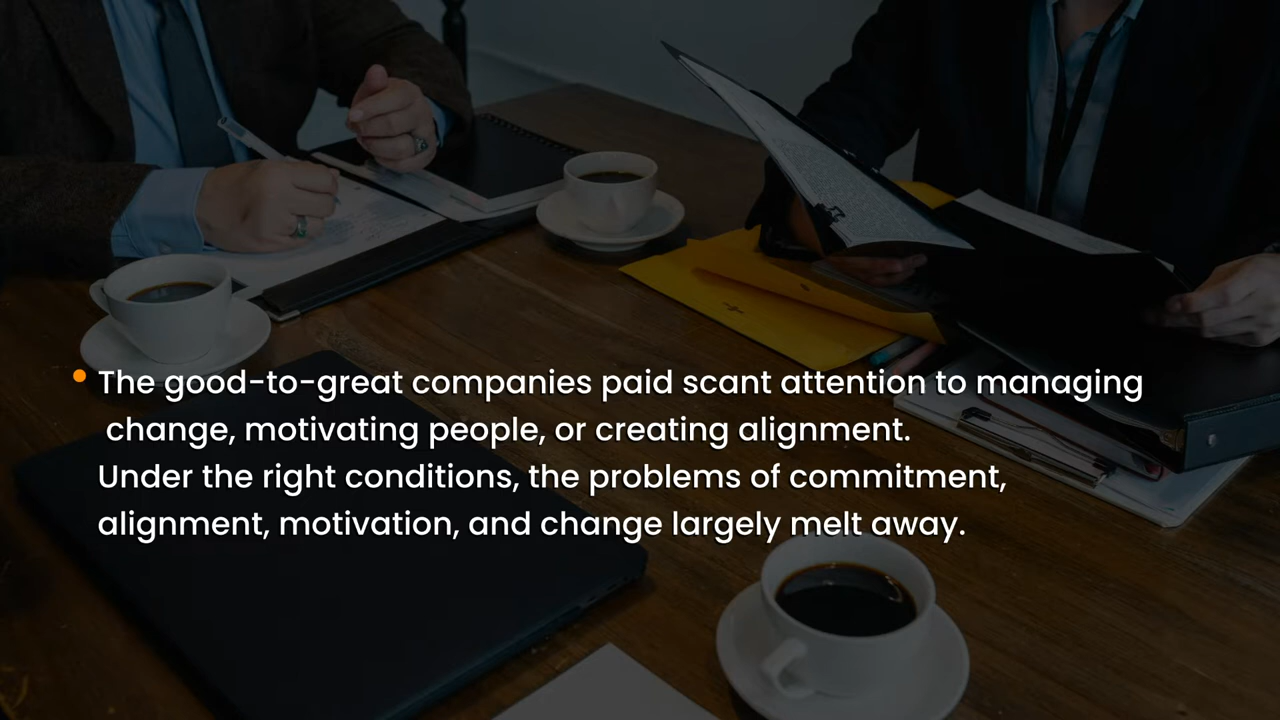 The good-to-great companies paid scant attention to managing
change, motivating people, or creating alignment.
Under the right conditions, the problems of commitment,
alignment, motivation, and change largely melt away.